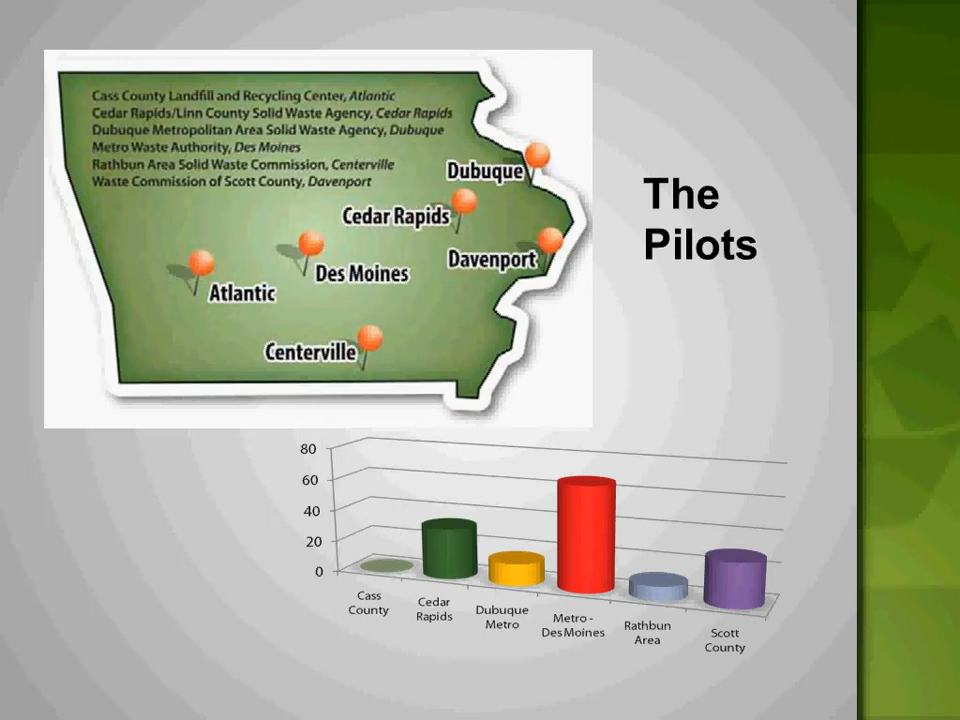 Cass County Landfill and Recycling Center, Atlantic
Cedar Rapids/Linn County Solid Waste Agency, Cedar Rapids
Dubuque Metropolitan Area Solid Waste Agency, Dubuque
Metro Waste Authority, Des Moines
Rathbun Area Solid Waste Commission, Centerville
Waste Commission of Scott County, Davenport
Dubuque
Cedar Rapids
Davenport
Des Moines
Atlantic
Centerville
The
Pilots
80
60
40
20
0
Cass
County
Cedar
Rapids
Dubuque
Metro
Metro -
Des Moines
Rathbun
Area
Scott
County